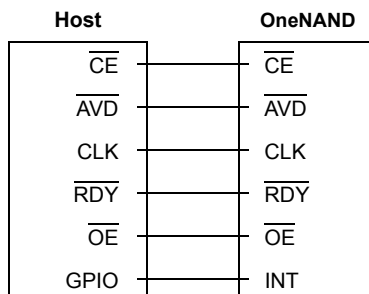 Host OneNAND
CE CE
AVD AVD
CLK CLK
RDY RDY
OE OE
GPIO INT